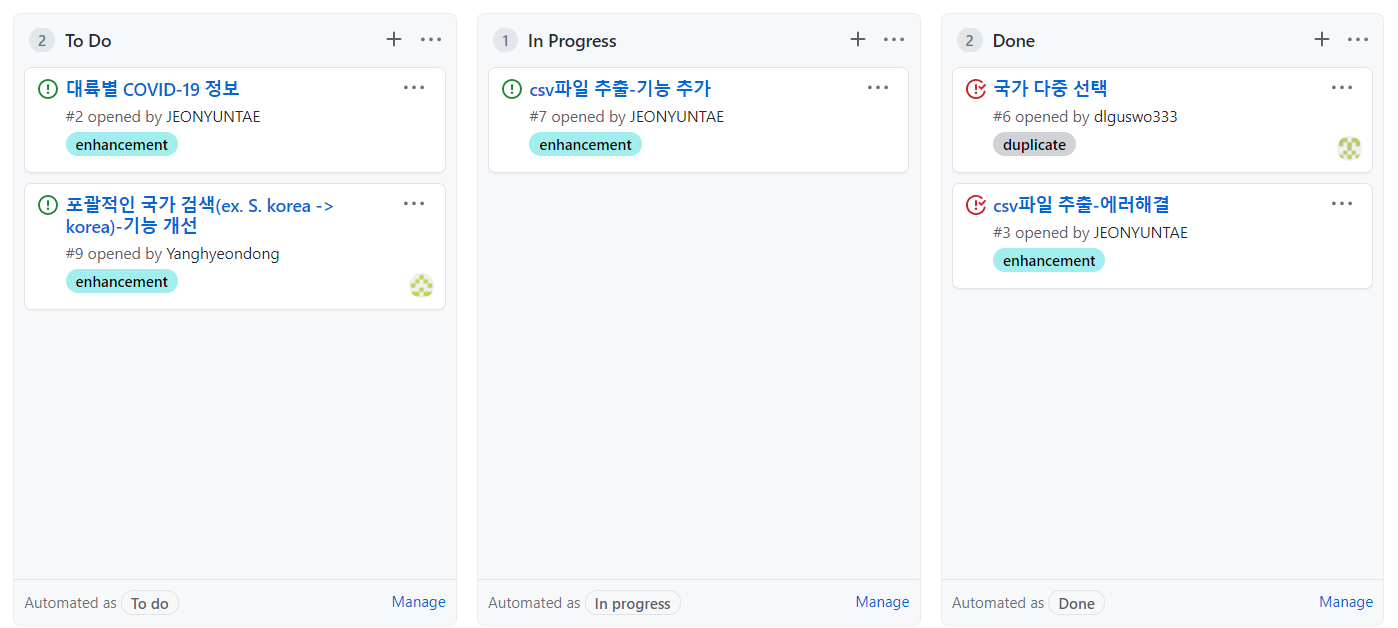 2 To Do
대륙별 COVID-19 정보
#2 opened by JEONYUNTAE
enhancement
포괄적인 국가 검색(ex. S. korea ->
korea)-기능 개선
#9 opened by Yanghyeondong
enhancement
Automated as To do Manage
1 In Progress
csv파일 추출-기능 추가
#7 opened by JEONYUNTAE
enhancement
Automated as In progress Manage
2 Done
국가 다중 선택
#6 opened by dlguswo333
duplicate
csv파일 추출-에러해결
#3 opened by JEONYUNTAE
enhancement
Automated as Done Manage